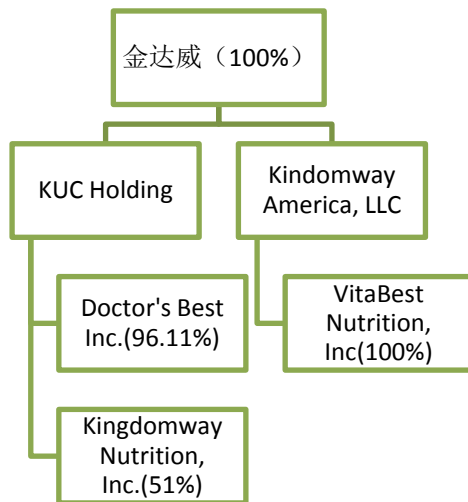 金达威（100%）
KUC Holding
Kindomway
America, LLC
Doctor's Best
Inc.(96.11%)
VitaBest
Nutrition,
Inc(100%)
Kingdomway
Nutrition,
Inc.(51%)